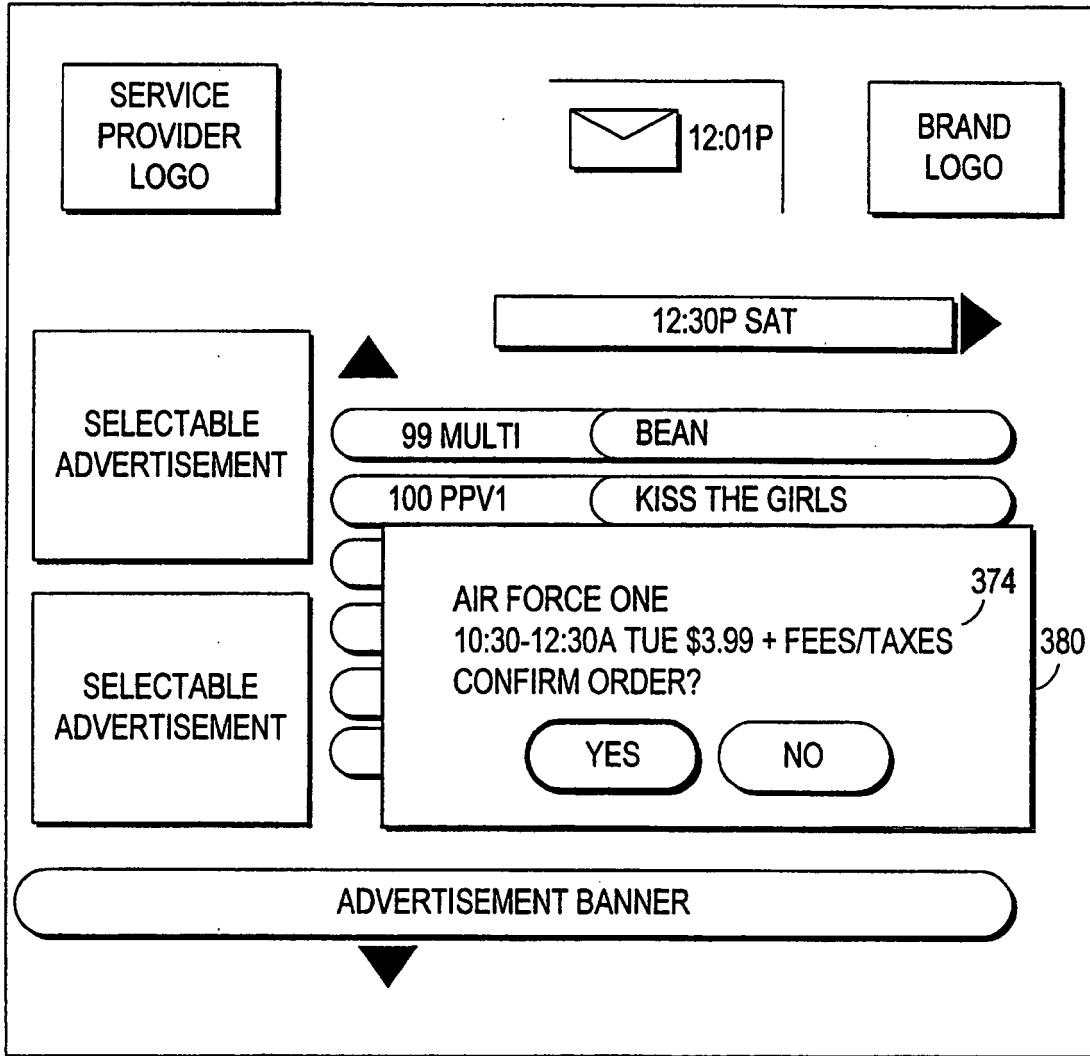 SERVICE
PROVIDER
LOGO
12:01P
BRAND
LOGO
12:30P SAT
SELECTABLE
ADVERTISEMENT
99 MULTI
BEAN
100 PPV1
KISS THE GIRLS
AIR FORCE ONE
374
10:30-12:30A TUE $3.99 + FEES/TAXES
380
CONFIRM ORDER?
YES
NO
SELECTABLE
ADVERTISEMENT
ADVERTISEMENT BANNER